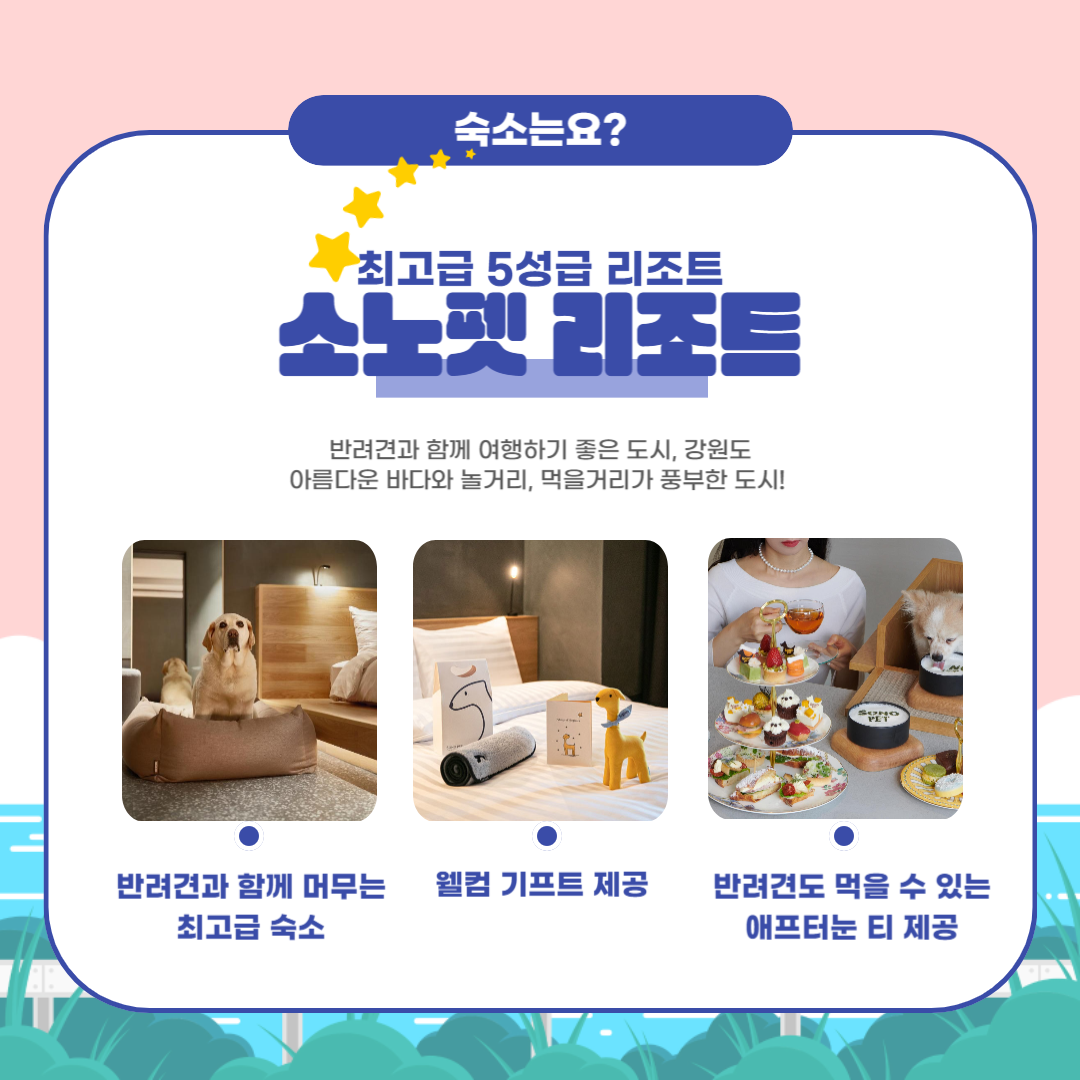 숙소는요?
최고급 5성급 리조트
소노펫 리조트
반려견과 함께 여행하기 좋은 도시, 강원도
아름다운 바다와 놀거리, 먹을거리가 풍부한 도시!
SONO
PET
반려견과 함께 머무는
최고급 숙소
웰컴 기프트 제공
반려견도 먹을 수 있는
애프터눈 티 제공